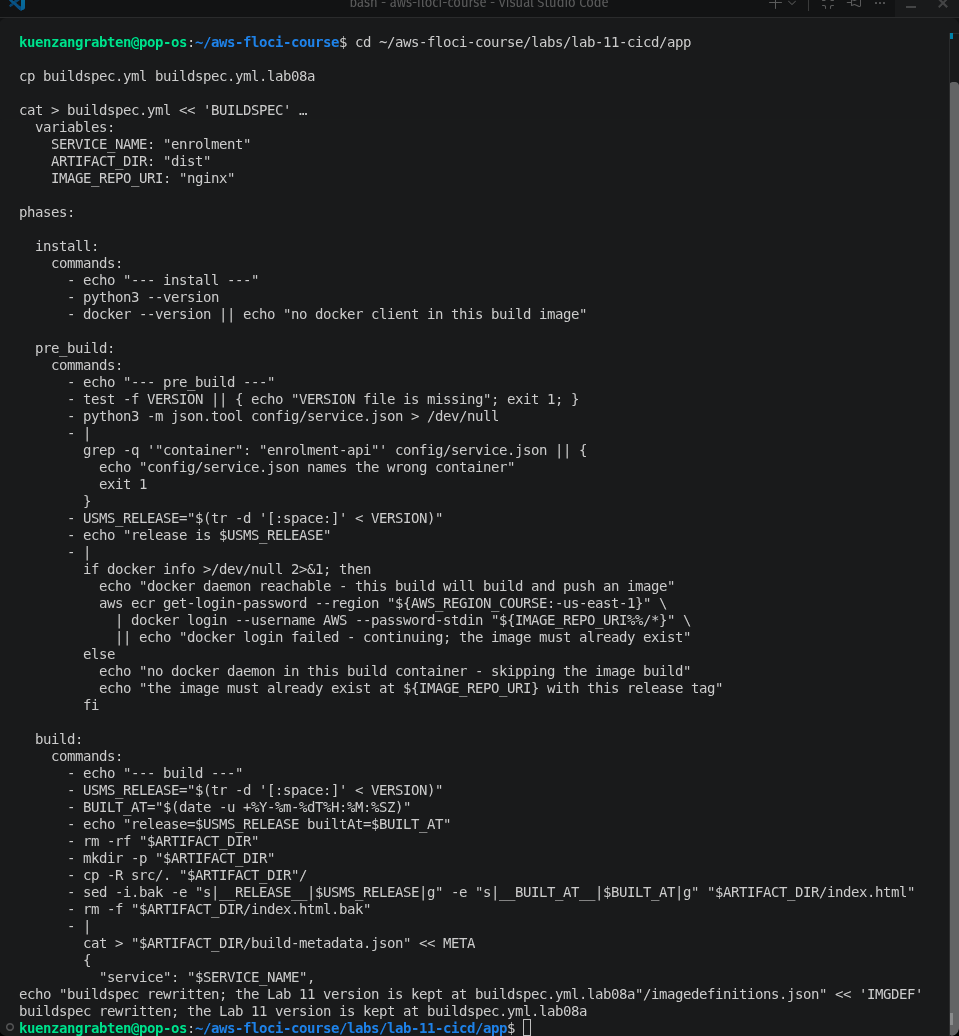 bash - aws-floci-course - Visual Studio Code
kuenzangrabten@pop-os:~/aws-floci-course$ cd ~/aws-floci-course/labs/lab-11-cicd/app

cp buildspec.yml buildspec.yml.lab08a

cat > buildspec.yml << 'BUILDSPEC' …
  variables:
    SERVICE_NAME: "enrolment"
    ARTIFACT_DIR: "dist"
    IMAGE_REPO_URI: "nginx"

phases:

  install:
    commands:
      - echo "--- install ---"
      - python3 --version
      - docker --version || echo "no docker client in this build image"

  pre_build:
    commands:
      - echo "--- pre_build ---"
      - test -f VERSION || { echo "VERSION file is missing"; exit 1; }
      - python3 -m json.tool config/service.json > /dev/null
      - |
        grep -q '"container": "enrolment-api"' config/service.json || {
          echo "config/service.json names the wrong container"
          exit 1
        }
      - USMS_RELEASE="$(tr -d '[:space:]' < VERSION)"
      - echo "release is $USMS_RELEASE"
      - |
        if docker info >/dev/null 2>&1; then
          echo "docker daemon reachable - this build will build and push an image"
          aws ecr get-login-password --region "${AWS_REGION_COURSE:-us-east-1}" \
            | docker login --username AWS --password-stdin "${IMAGE_REPO_URI%%/*}" \
            || echo "docker login failed - continuing; the image must already exist"
        else
          echo "no docker daemon in this build container - skipping the image build"
          echo "the image must already exist at ${IMAGE_REPO_URI} with this release tag"
        fi

  build:
    commands:
      - echo "--- build ---"
      - USMS_RELEASE="$(tr -d '[:space:]' < VERSION)"
      - BUILT_AT="$(date -u +%Y-%m-%dT%H:%M:%SZ)"
      - echo "release=$USMS_RELEASE builtAt=$BUILT_AT"
      - rm -rf "$ARTIFACT_DIR"
      - mkdir -p "$ARTIFACT_DIR"
      - cp -R src/. "$ARTIFACT_DIR"/
      - sed -i.bak -e "s|__RELEASE__|$USMS_RELEASE|g" -e "s|__BUILT_AT__|$BUILT_AT|g" "$ARTIFACT_DIR/index.html"
      - rm -f "$ARTIFACT_DIR/index.html.bak"
      - |
        cat > "$ARTIFACT_DIR/build-metadata.json" << META
        {
          "service": "$SERVICE_NAME",
echo "buildspec rewritten; the Lab 11 version is kept at buildspec.yml.lab08a"/imagedefinitions.json" << 'IMGDEF'
buildspec rewritten; the Lab 11 version is kept at buildspec.yml.lab08a
kuenzangrabten@pop-os:~/aws-floci-course/labs/lab-11-cicd/app$